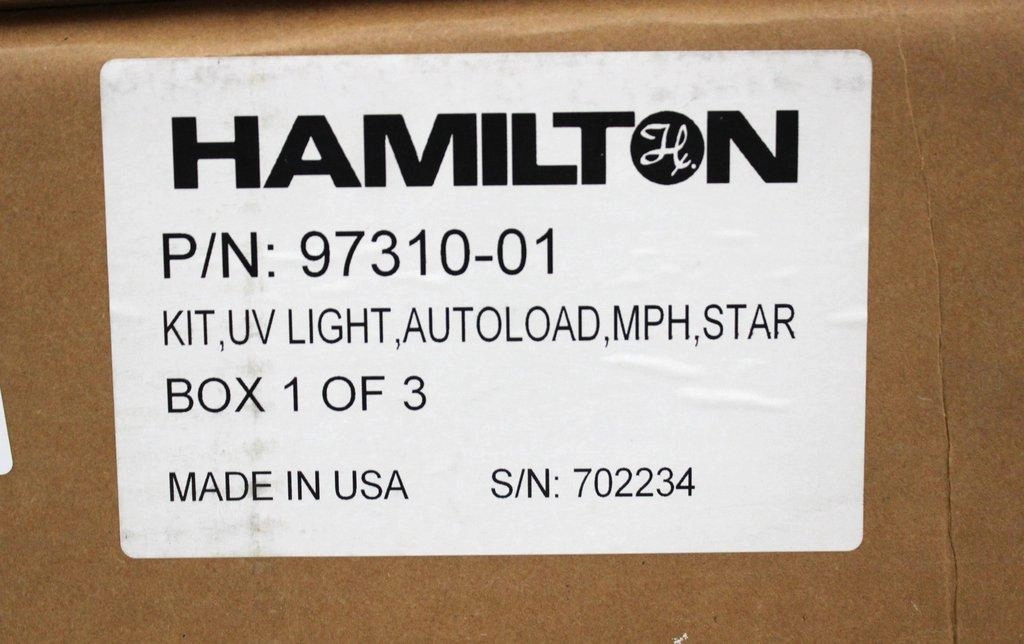 HAMILTON
P/N: 97310-01
KIT,UV LIGHT,AUTOLOAD,MPH,STAR
BOX 1 OF 3
MADE IN USA S/N: 702234